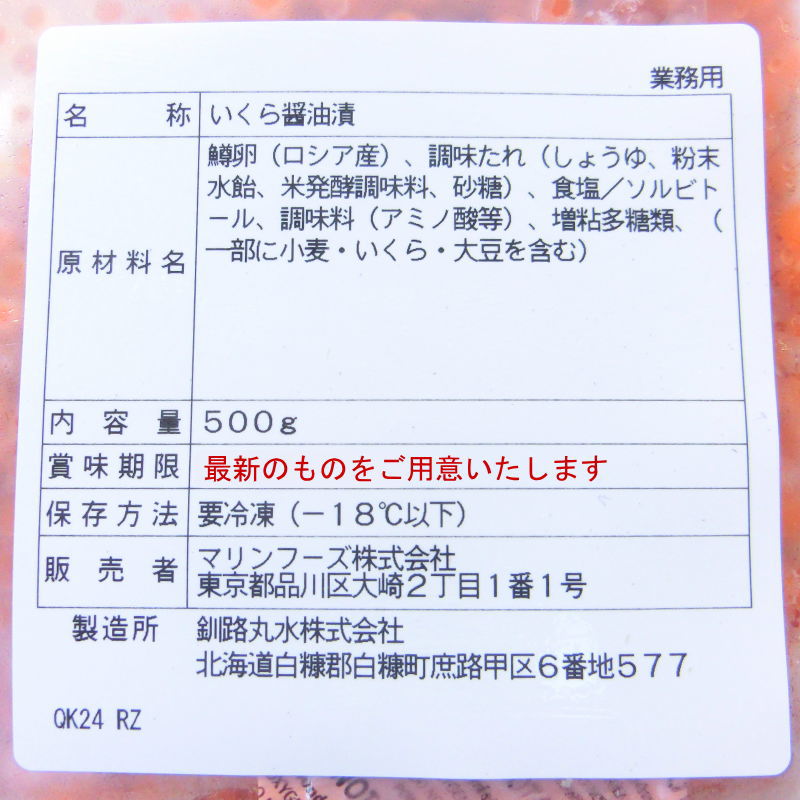 業務用
名称 いくら醤油漬
原材料名 鱒卵（ロシア産）、調味たれ（しょうゆ、粉末
水飴、米発酵調味料、砂糖）、食塩／ソルビト
ール、調味料（アミノ酸等）、増粘多糖類、（
一部に小麦・いくら・大豆を含む）
内容量 ５００ｇ
賞味期限 最新のものをご用意いたします
保存方法 要冷凍（－１８℃以下）
販売者 マリンフーズ株式会社
東京都品川区大崎２丁目１番１号
製造所 釧路丸水株式会社
北海道白糠郡白糠町庶路甲区６番地５７７
QK24 RZ